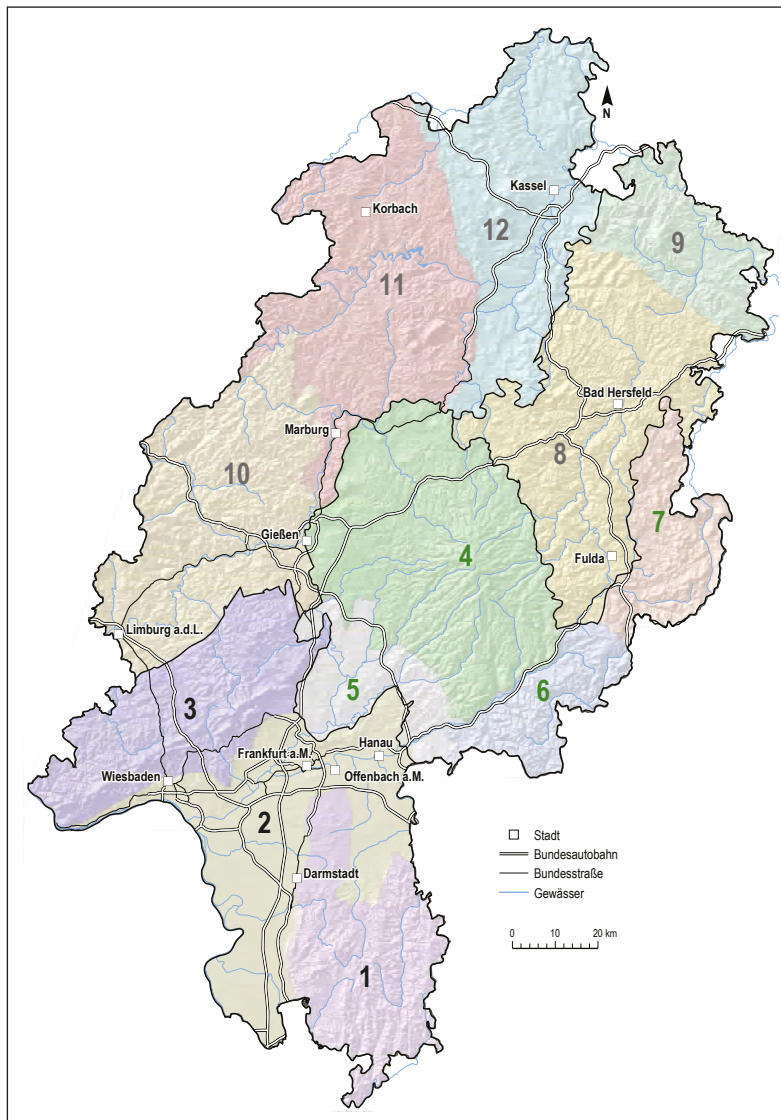 N
Kassel
Korbach
12
9
11
Bad Hersfeld
Marburg
8
10
7
Gießen
4
Fulda
Limburg a.d.L.
5
6
3
Hanau
Frankfurt a.M.
Wiesbaden
Offenbach a.M.
2
Stadt
Bundesautobahn
Darmstadt
Bundesstraße
Gewässer
0 10 20 km
1